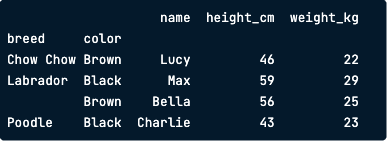 name height_cm weight_kg
breed color
Chow Chow Brown Lucy 46 22
Labrador Black Max 59 29
Brown Bella 56 25
Poodle Black Charlie 43 23